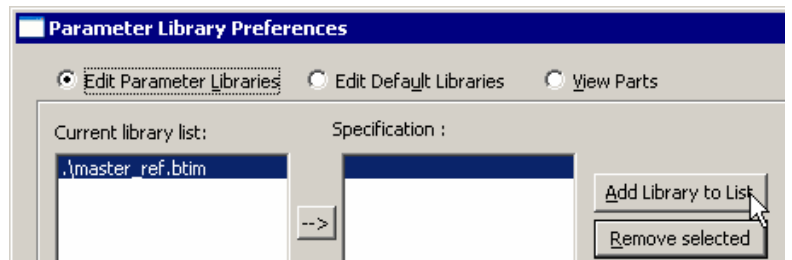 Parameter Library Preferences
Edit Parameter Libraries Edit Default Libraries View Parts
Current library list: Specification :
.\master_ref.btim
Add Library to List
-->
Remove selected